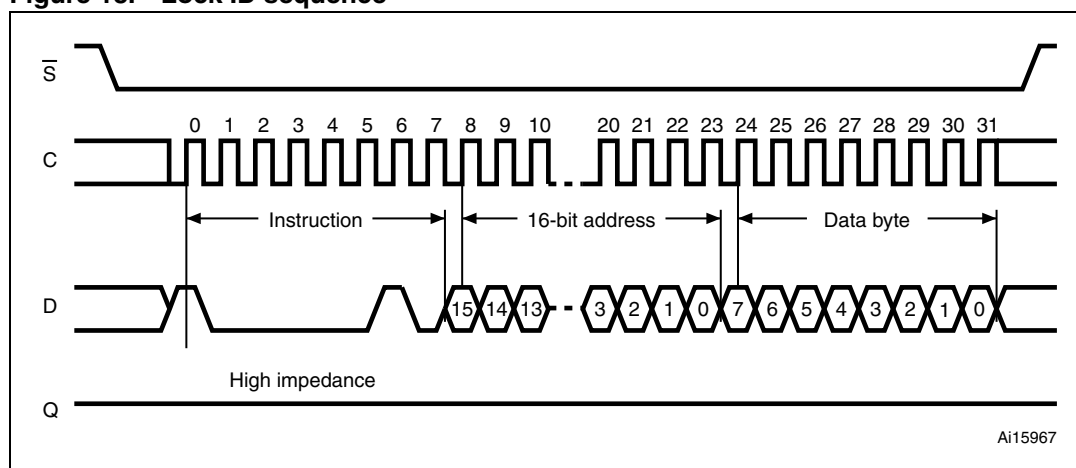 Figure 18. Lock ID sequence
S
0 1 2 3 4 5 6 7 8 9 10 20 21 22 23 24 25 26 27 28 29 30 31
C
Instruction 16-bit address Data byte
D
15 14 13 3 2 1 0 7 6 5 4 3 2 1 0
High impedance
Q
Ai15967